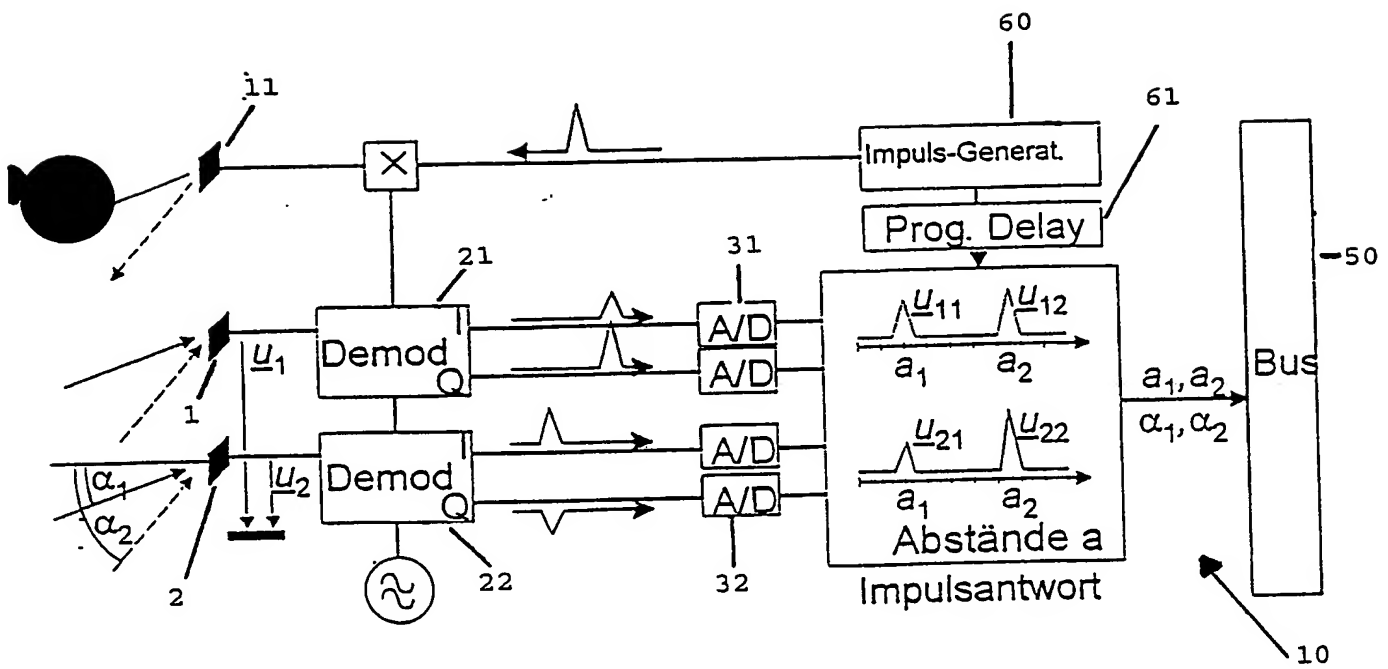 60
11
61
Impuls-Generat.
×
Prog. Delay
50
21
31
I
A/D
u11
u12
Demod
u1
Bus
Q
A/D
a1
a2
1
a1, a2
α1, α2
I
A/D
u21
u22
α1
u2
Demod
Q
A/D
a1
a2
α2
Abstände a
22
32
2
Impulsantwort
10